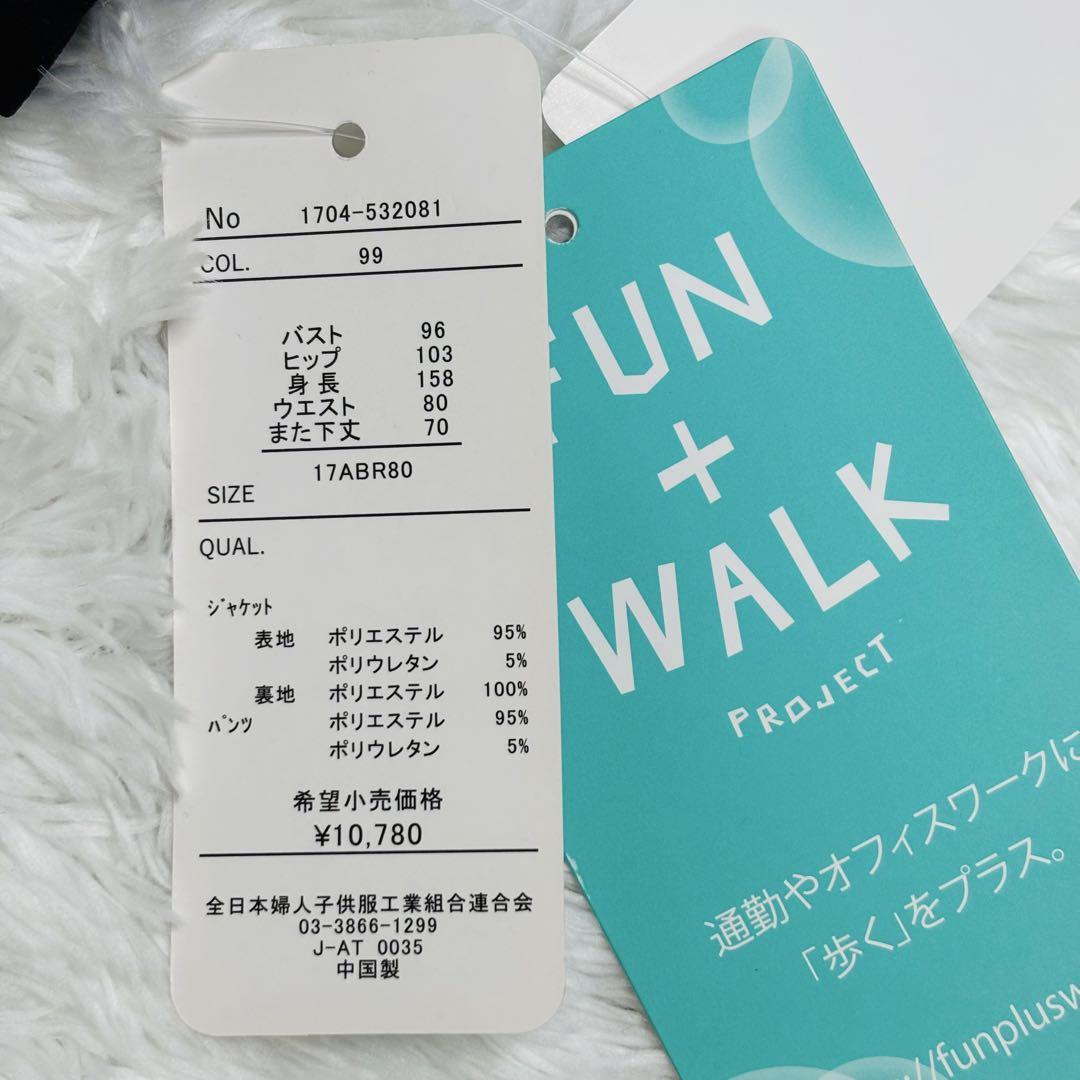 No 1704-532081
COL. 99
バスト 96
ヒップ 103
身長 158
ウエスト 80
また下丈 70
17ABR80
SIZE
QUAL.
ｼﾞｬｹｯﾄ
表地 ポリエステル 95%
ポリウレタン 5%
裏地 ポリエステル 100%
ﾊﾟﾝﾂ ポリエステル 95%
ポリウレタン 5%
希望小売価格
¥10,780
全日本婦人子供服工業組合連合会
03-3866-1299
J-AT 0035
中国製
FUN
+
WALK
PROJECT
通勤やオフィスワークに
「歩く」をプラス。
//funplusw